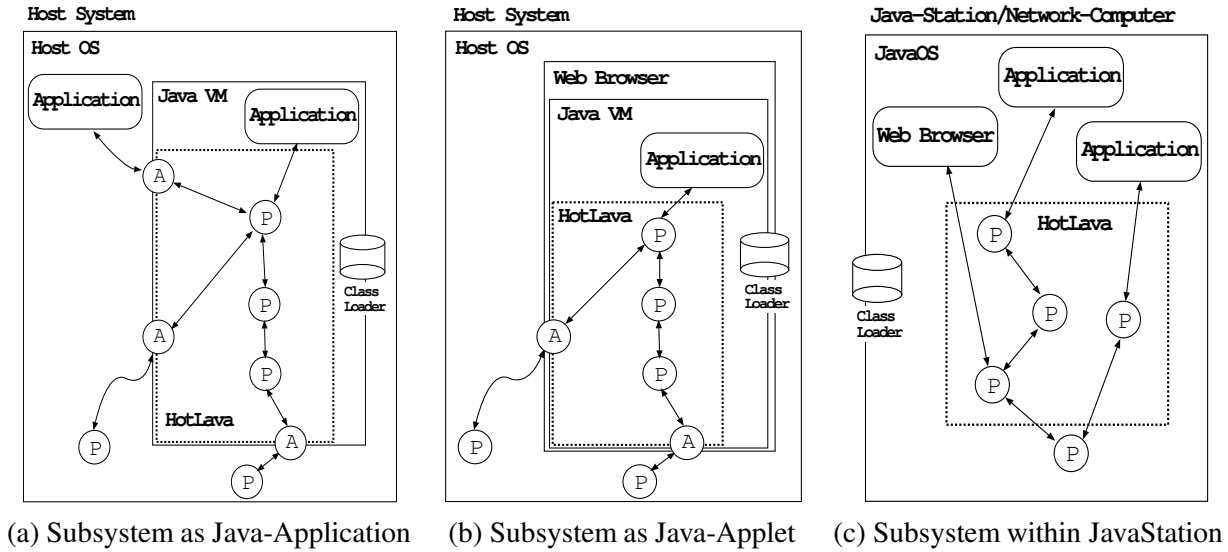 Host System
Host OS
Application
Java VM
Application
A
P
P
A
P
HotLava
A
P
P
Class
Loader
(a) Subsystem as Java-Application
Host System
Host OS
Web Browser
Java VM
Application
HotLava
P
P
A
P
A
P
P
Class
Loader
(b) Subsystem as Java-Applet
Java-Station/Network-Computer
JavaOS
Application
Web Browser
Application
HotLava
P
P
P
P
P
Class
Loader
(c) Subsystem within JavaStation